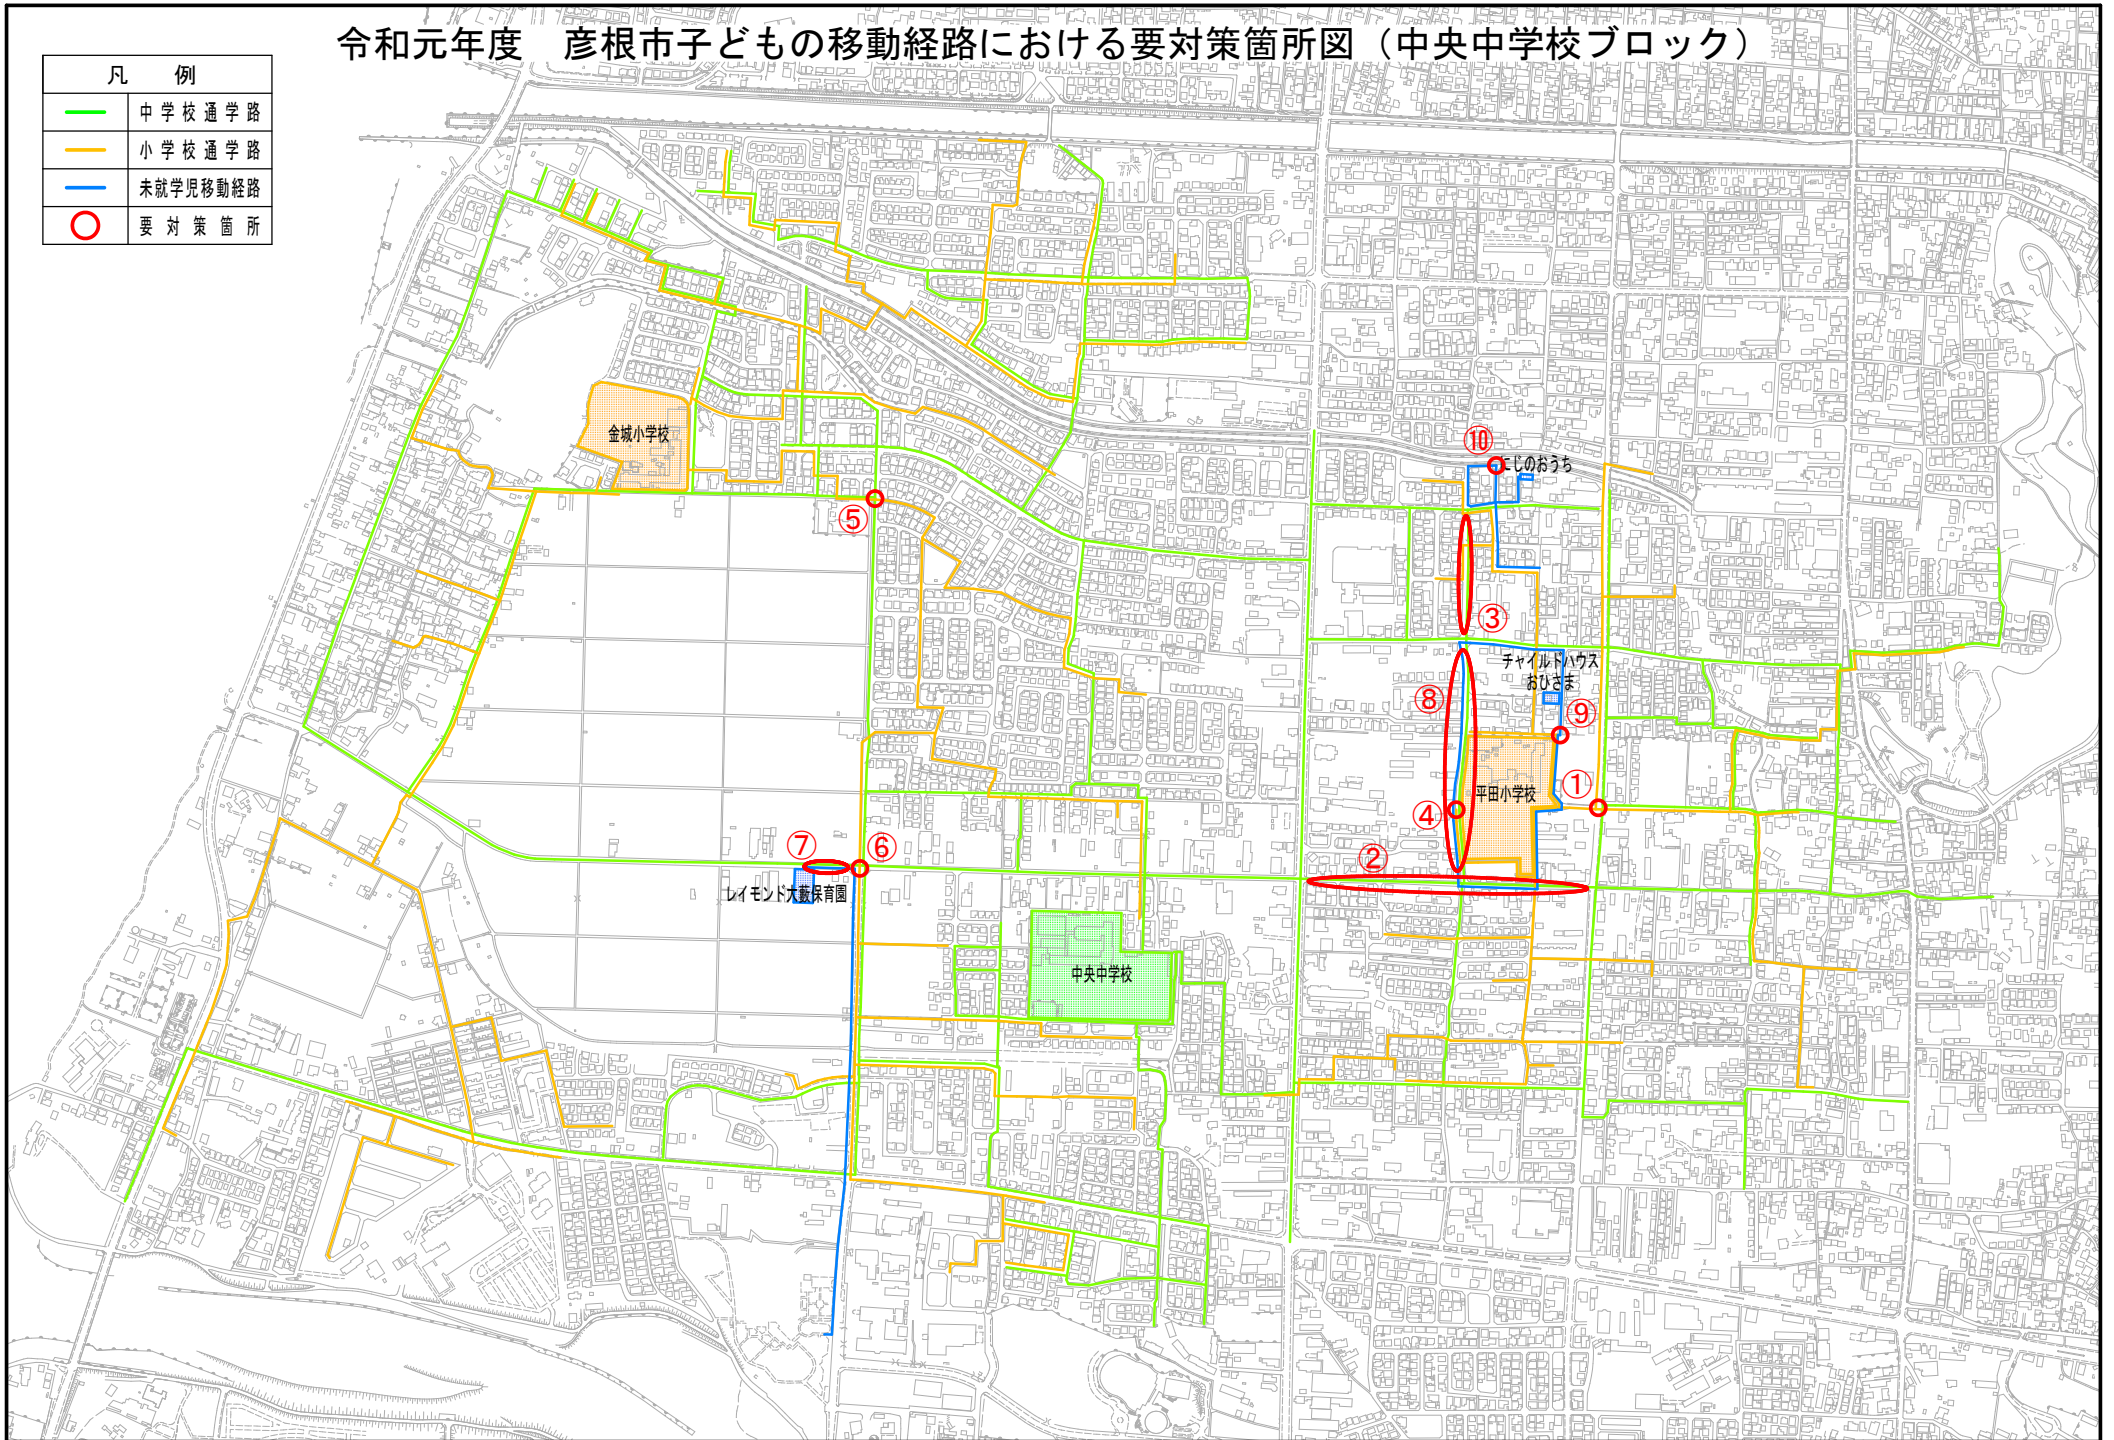 令和元年度　彦根市子どもの移動経路における要対策箇所図（中央中学校ブロック）
凡　例
中学校通学路
小学校通学路
未就学児移動経路
要対策箇所
金城小学校
⑩
にじのおうち
⑤
③
チャイルドハウス
おひさま
⑧
⑨
平田小学校
①
④
⑦
⑥
②
レイモンド大藪保育園
中央中学校